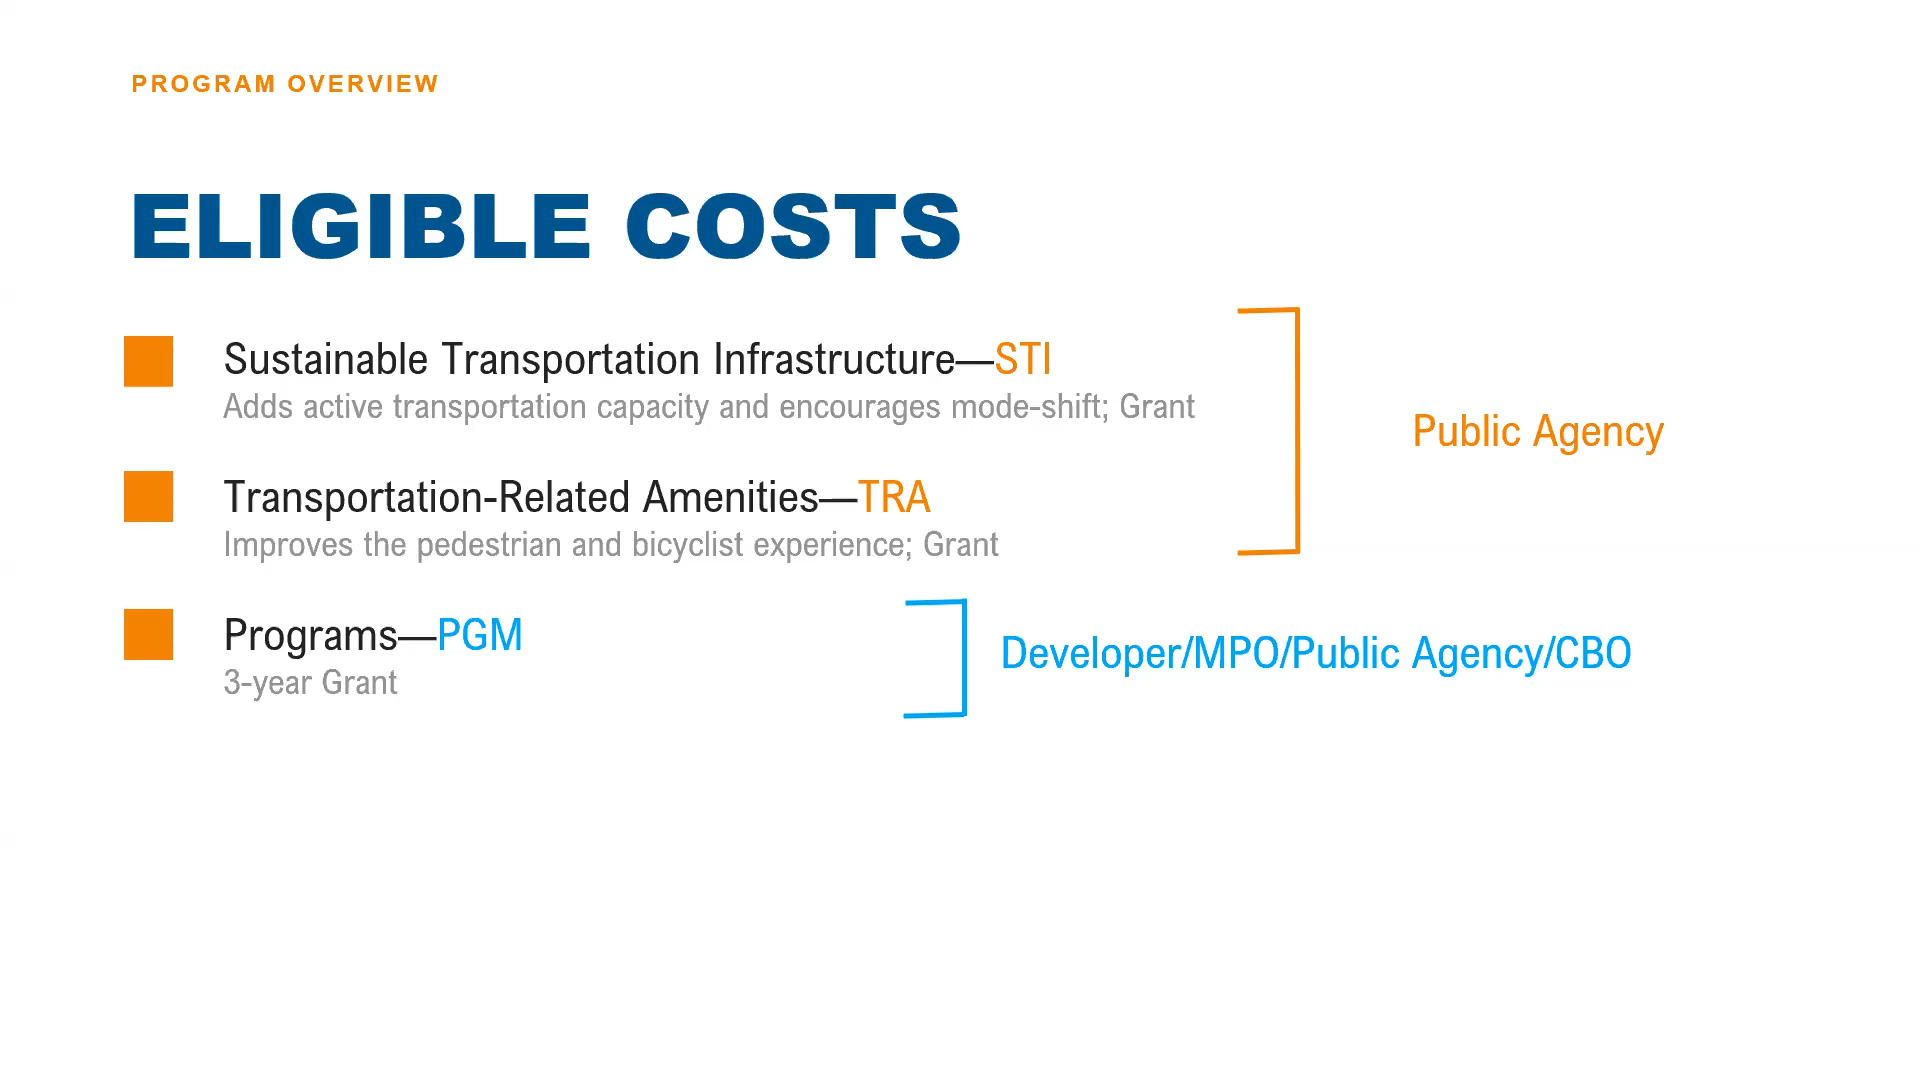 PROGRAM OVERVIEW
ELIGIBLE COSTS
Sustainable Transportation Infrastructure—STI
Adds active transportation capacity and encourages mode-shift; Grant
Transportation-Related Amenities—TRA
Improves the pedestrian and bicyclist experience; Grant
Public Agency
Programs—PGM
3-year Grant
Developer/MPO/Public Agency/CBO